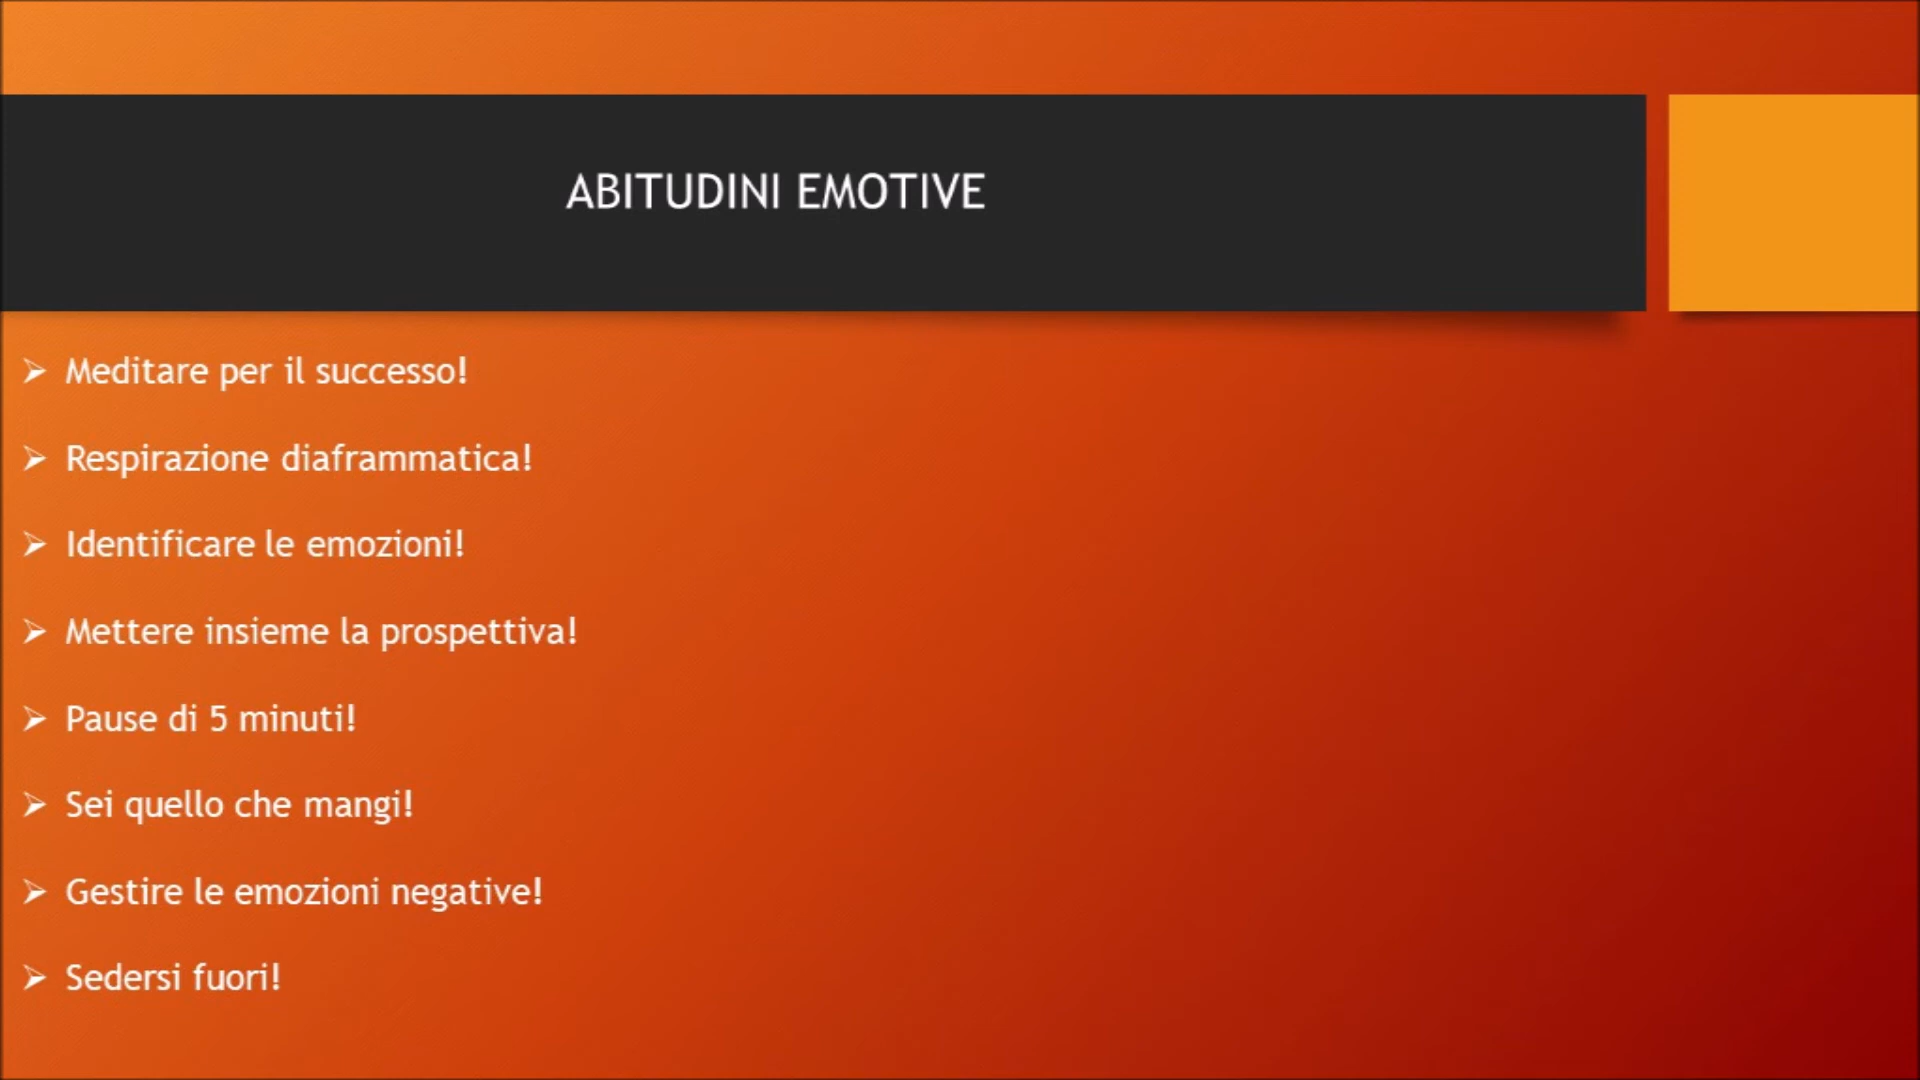 ABITUDINI EMOTIVE
➢ Meditare per il successo!
➢ Respirazione diaframmatica!
➢ Identificare le emozioni!
➢ Mettere insieme la prospettiva!
➢ Pause di 5 minuti!
➢ Sei quello che mangi!
➢ Gestire le emozioni negative!
➢ Sedersi fuori!